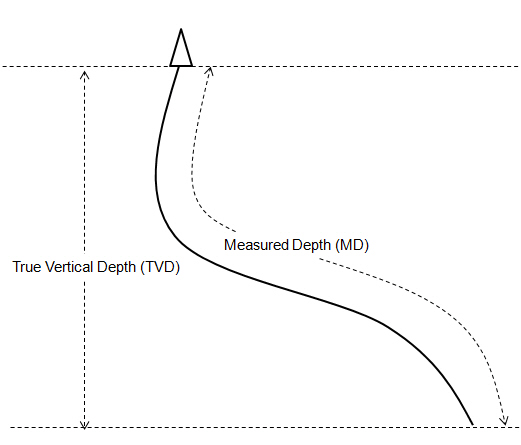 Measured Depth (MD)
True Vertical Depth (TVD)